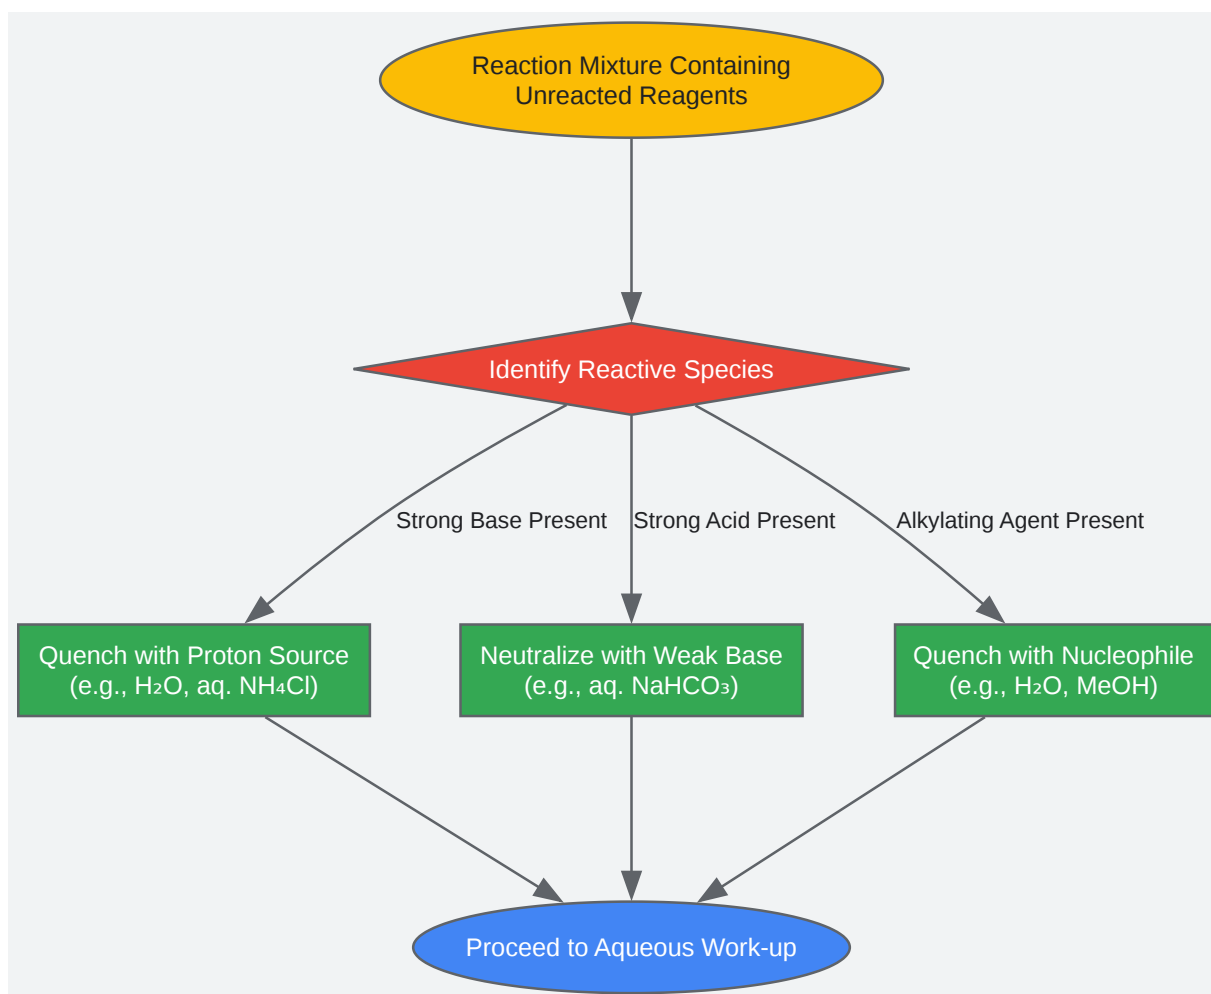 Reaction Mixture Containing
Unreacted Reagents
Identify Reactive Species
Strong Base Present
Strong Acid Present
Alkylating Agent Present
Quench with Proton Source
(e.g., H₂O, aq. NH₄Cl)
Neutralize with Weak Base
(e.g., aq. NaHCO₃)
Quench with Nucleophile
(e.g., H₂O, MeOH)
Proceed to Aqueous Work-up